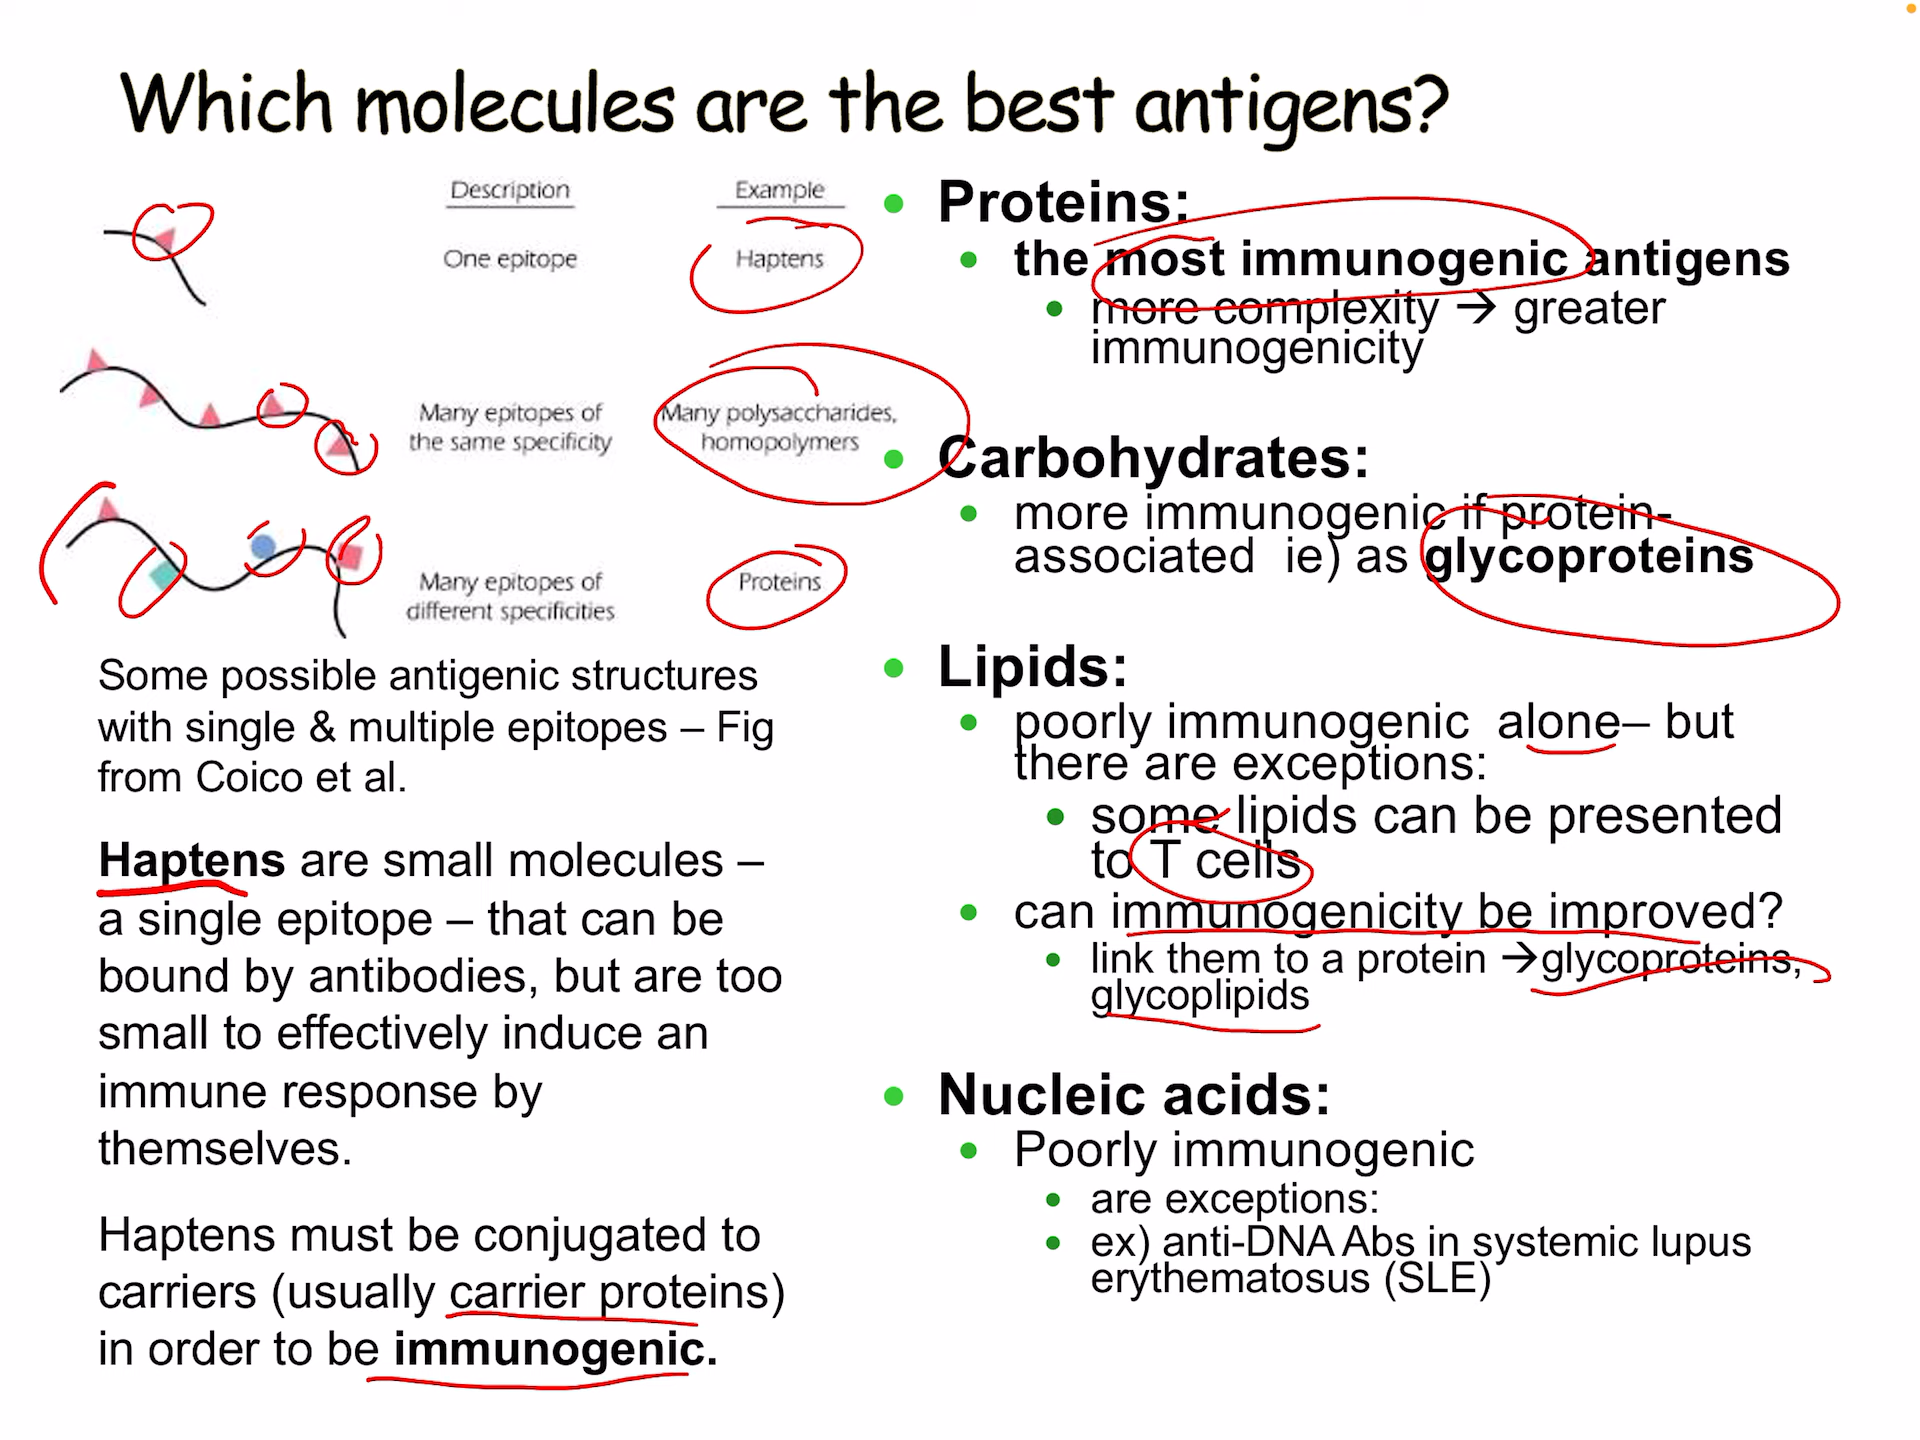 Which molecules are the best antigens?
Description
Example
One epitope
Haptens
Many epitopes of
the same specificity
Many polysaccharides,
homopolymers
Many epitopes of
different specificities
Proteins
Some possible antigenic structures
with single & multiple epitopes – Fig
from Coico et al.
Haptens are small molecules –
a single epitope – that can be
bound by antibodies, but are too
small to effectively induce an
immune response by
themselves.
Haptens must be conjugated to
carriers (usually carrier proteins)
in order to be immunogenic.
• Proteins:
• the most immunogenic antigens
• more complexity → greater
immunogenicity
• Carbohydrates:
• more immunogenic if protein-
associated  ie) as glycoproteins
• Lipids:
• poorly immunogenic  alone– but
there are exceptions:
• some lipids can be presented
to T cells
• can immunogenicity be improved?
• link them to a protein →glycoproteins,
glycoplipids
• Nucleic acids:
• Poorly immunogenic
• are exceptions:
• ex) anti-DNA Abs in systemic lupus
erythematosus (SLE)